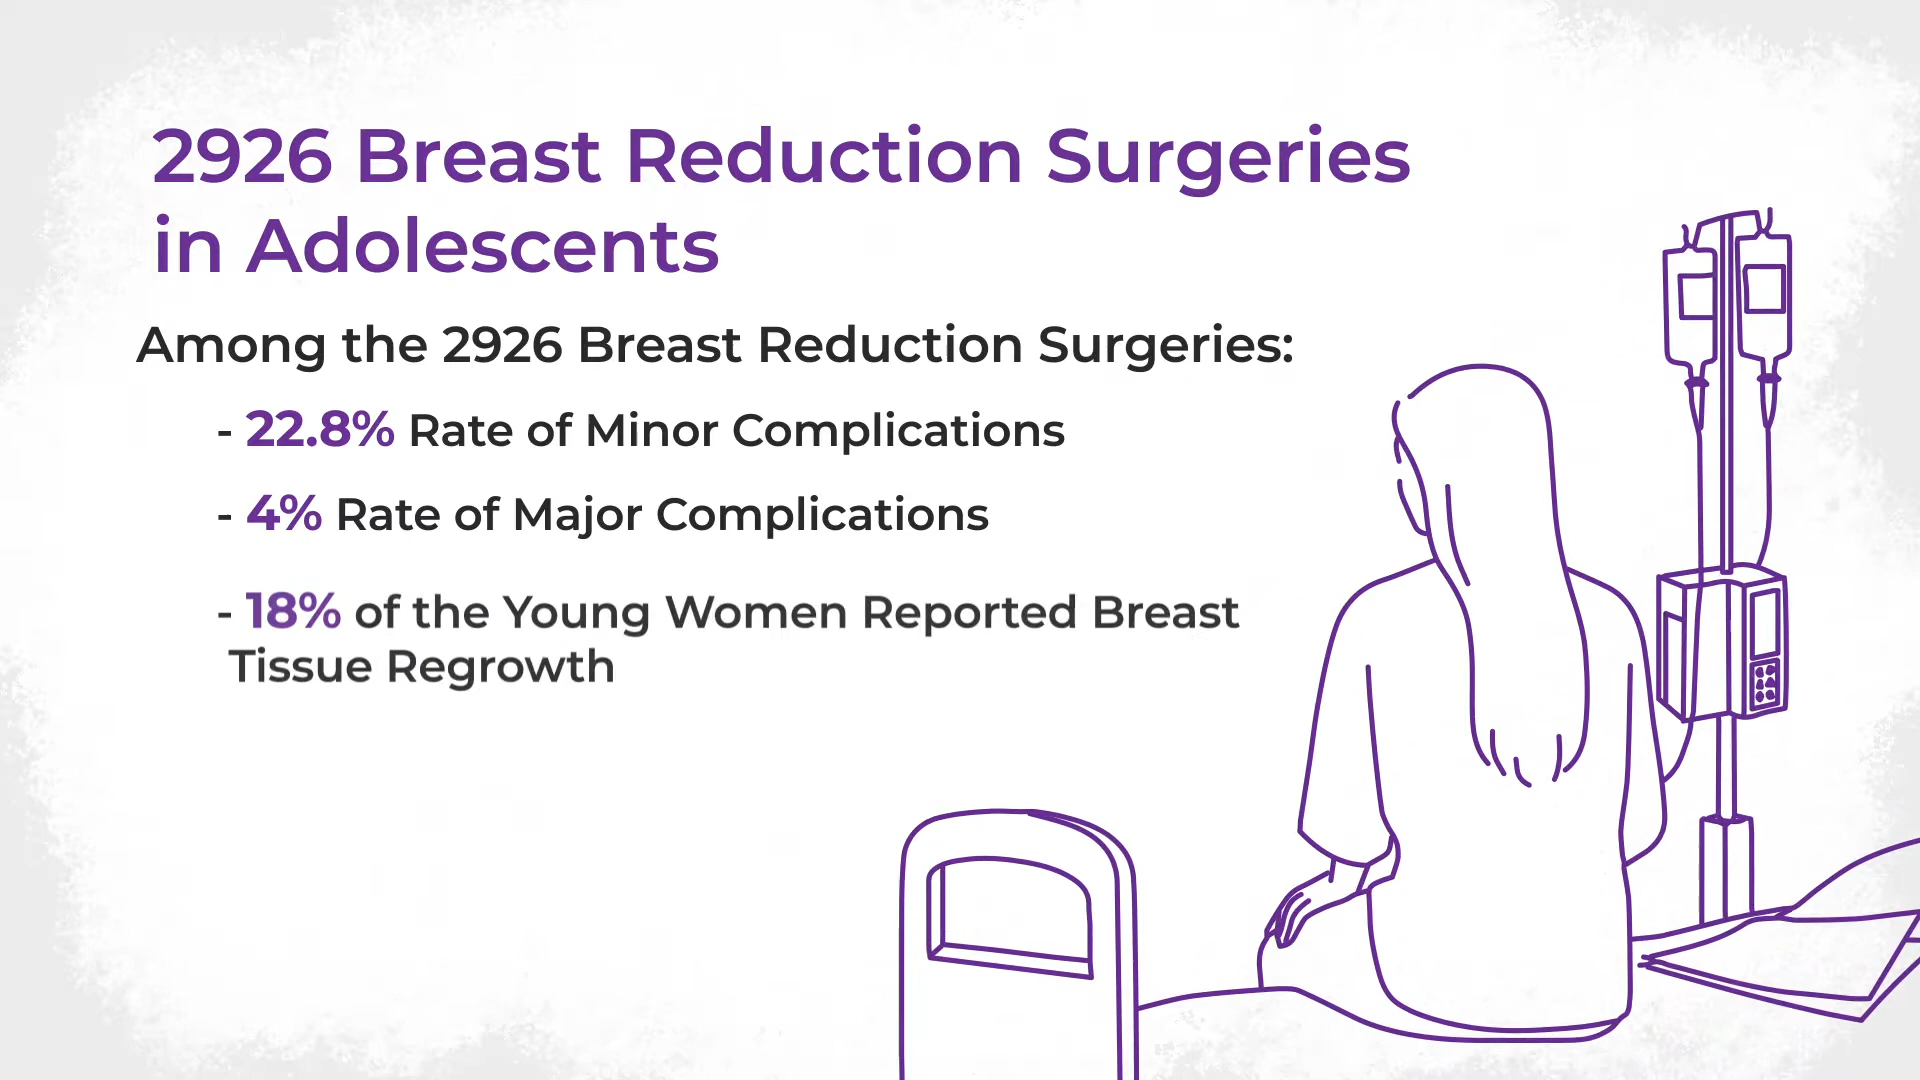 2926 Breast Reduction Surgeries
in Adolescents
Among the 2926 Breast Reduction Surgeries:
- 22.8% Rate of Minor Complications
- 4% Rate of Major Complications
- 18% of the Young Women Reported Breast
Tissue Regrowth